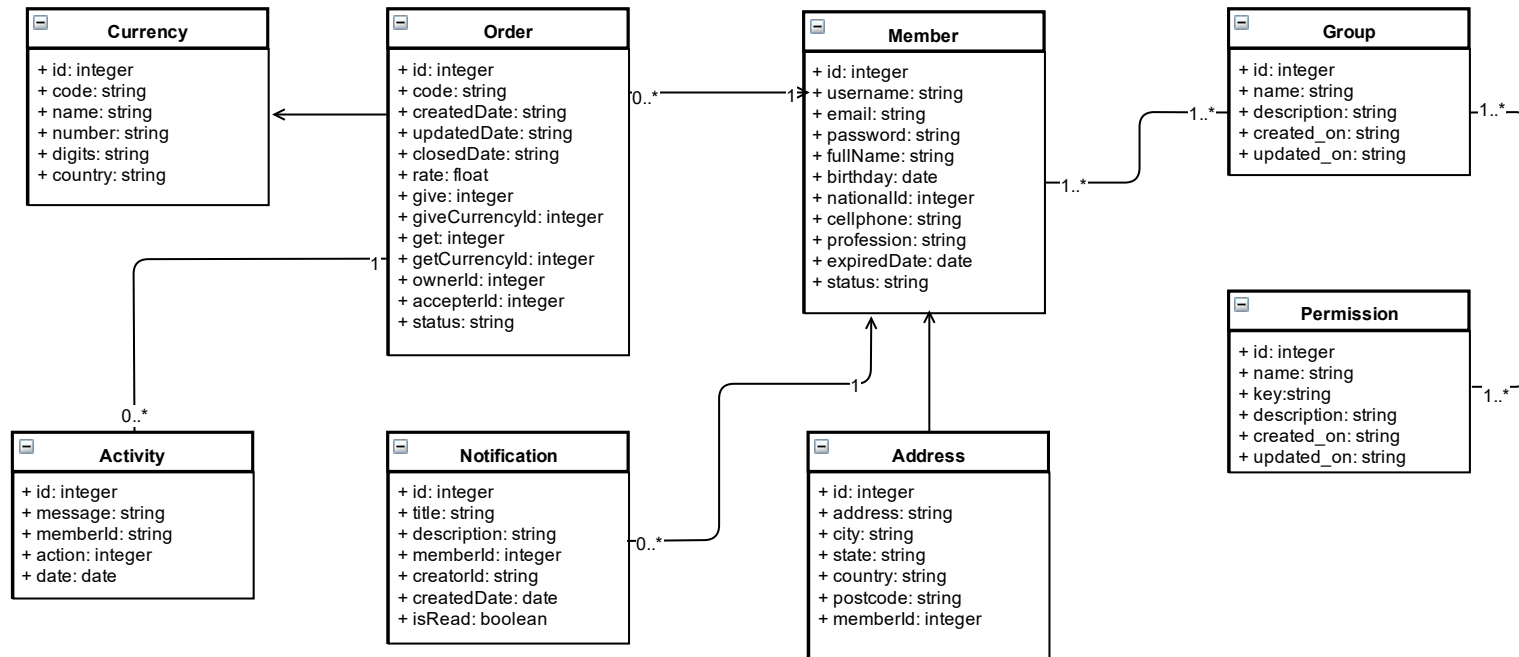 Currency
+ id: integer
+ code: string
+ name: string
+ number: string
+ digits: string
+ country: string
Order
+ id: integer
+ code: string
+ createdDate: string
+ updatedDate: string
+ closedDate: string
+ rate: float
+ give: integer
+ giveCurrencyId: integer
+ get: integer
+ getCurrencyId: integer
+ ownerId: integer
+ accepterId: integer
+ status: string
0..*
1
Member
+ id: integer
+ username: string
+ email: string
+ password: string
+ fullName: string
+ birthday: date
+ nationalId: integer
+ cellphone: string
+ profession: string
+ expiredDate: date
+ status: string
1..*
1..*
Group
+ id: integer
+ name: string
+ description: string
+ created_on: string
+ updated_on: string
1..*
1
0..*
Activity
+ id: integer
+ message: string
+ memberId: string
+ action: integer
+ date: date
Notification
+ id: integer
+ title: string
+ description: string
+ memberId: integer
+ creatorId: string
+ createdDate: date
+ isRead: boolean
0..*
1
Address
+ id: integer
+ address: string
+ city: string
+ state: string
+ country: string
+ postcode: string
+ memberId: integer
Permission
+ id: integer
+ name: string
+ key:string
+ description: string
+ created_on: string
+ updated_on: string
1..*